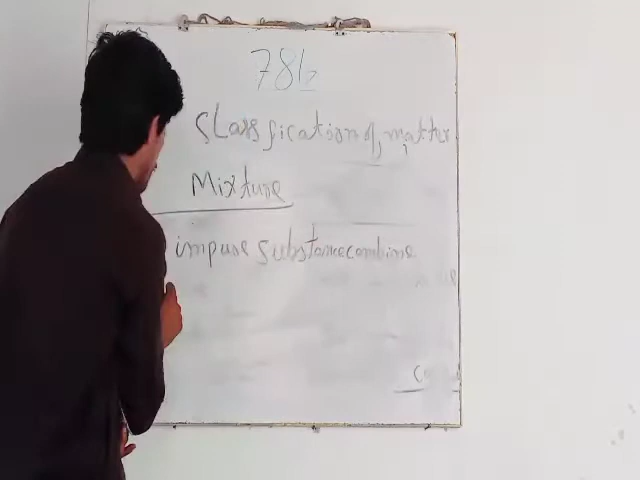 78½
classification of matter
Mixture
impure substance combine